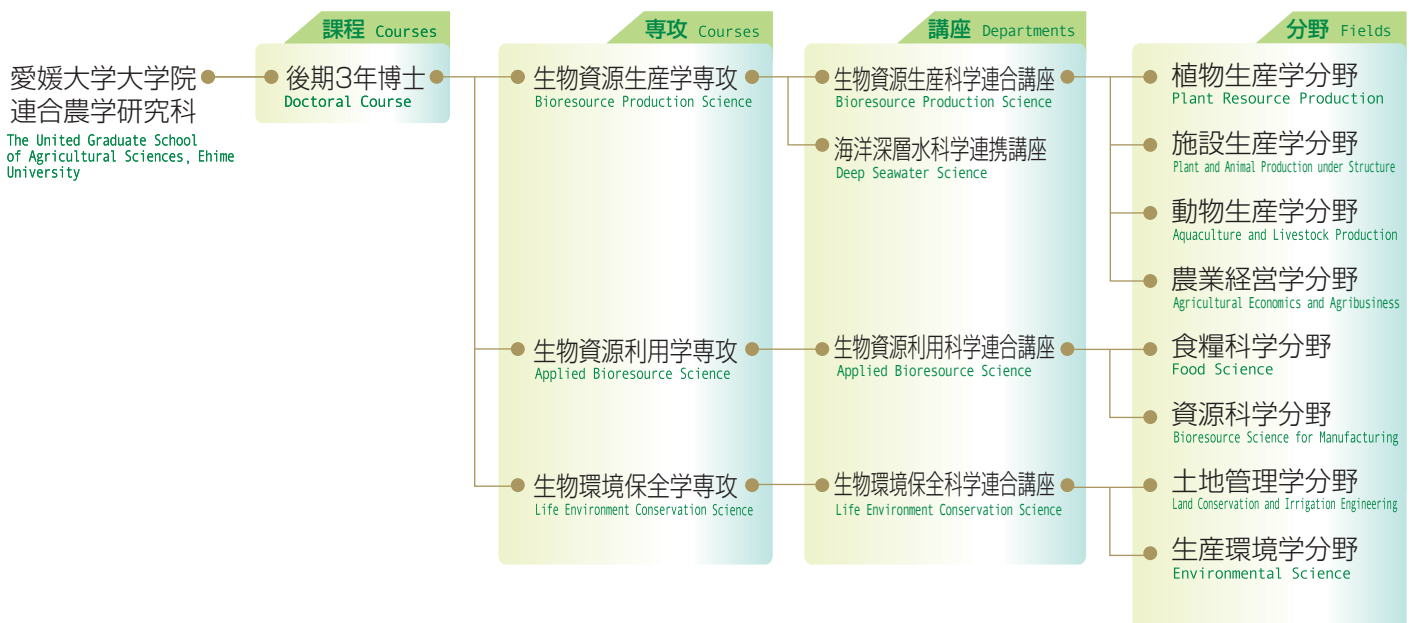 課程 Courses
専攻 Courses
講座 Departments
分野 Fields
愛媛大学大学院
連合農学研究科
The United Graduate School
of Agricultural Sciences, Ehime
University
後期3年博士
Doctoral Course
生物資源生産学専攻
Bioresource Production Science
生物資源利用学専攻
Applied Bioresource Science
生物環境保全学専攻
Life Environment Conservation Science
生物資源生産科学連合講座
Bioresource Production Science
海洋深層水科学連携講座
Deep Seawater Science
生物資源利用科学連合講座
Applied Bioresource Science
生物環境保全科学連合講座
Life Environment Conservation Science
植物生産学分野
Plant Resource Production
施設生産学分野
Plant and Animal Production under Structure
動物生産学分野
Aquaculture and Livestock Production
農業経営学分野
Agricultural Economics and Agribusiness
食糧科学分野
Food Science
資源科学分野
Bioresource Science for Manufacturing
土地管理学分野
Land Conservation and Irrigation Engineering
生産環境学分野
Environmental Science